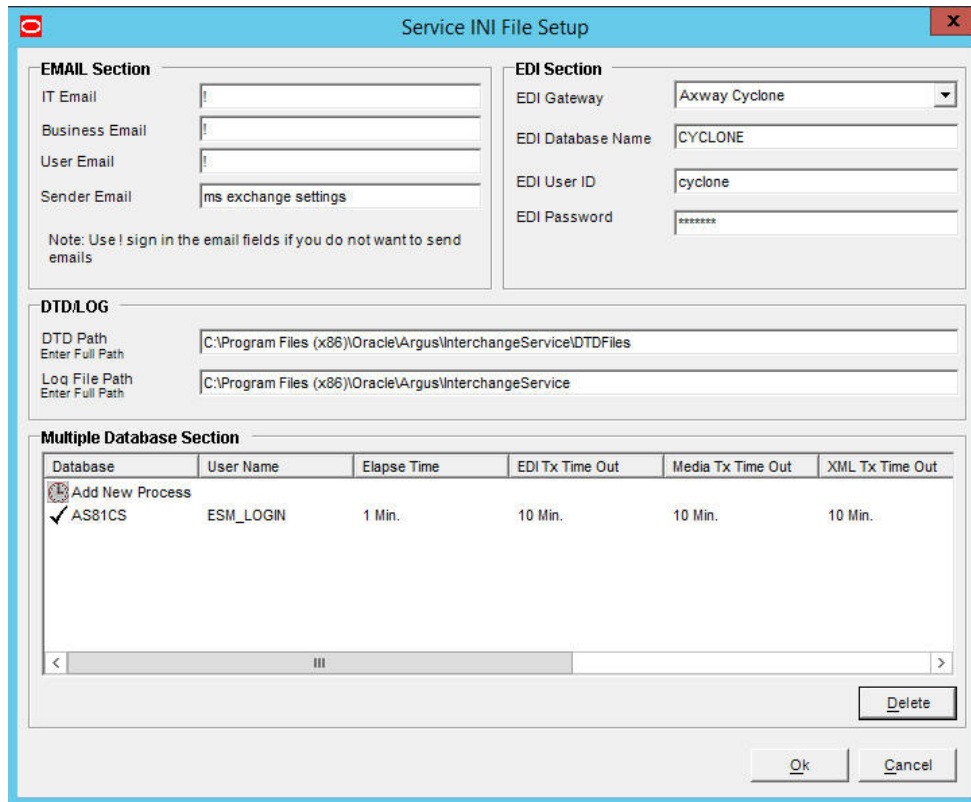 Service INI File Setup
x
EMAIL Section
IT Email
!
Business Email
!
User Email
!
Sender Email
ms exchange settings
Note: Use ! sign in the email fields if you do not want to send
emails
EDI Section
EDI Gateway
Axway Cyclone
EDI Database Name
CYCLONE
EDI User ID
cyclone
EDI Password
*******
DTD/LOG
DTD Path
Enter Full Path
C:\Program Files (x86)\Oracle\Argus\InterchangeService\DTDFiles
Log File Path
Enter Full Path
C:\Program Files (x86)\Oracle\Argus\InterchangeService
Multiple Database Section
Database User Name Elapse Time EDI Tx Time Out Media Tx Time Out XML Tx Time Out
Add New Process
AS81CS ESM_LOGIN 1 Min. 10 Min. 10 Min. 10 Min.
Delete
Ok Cancel